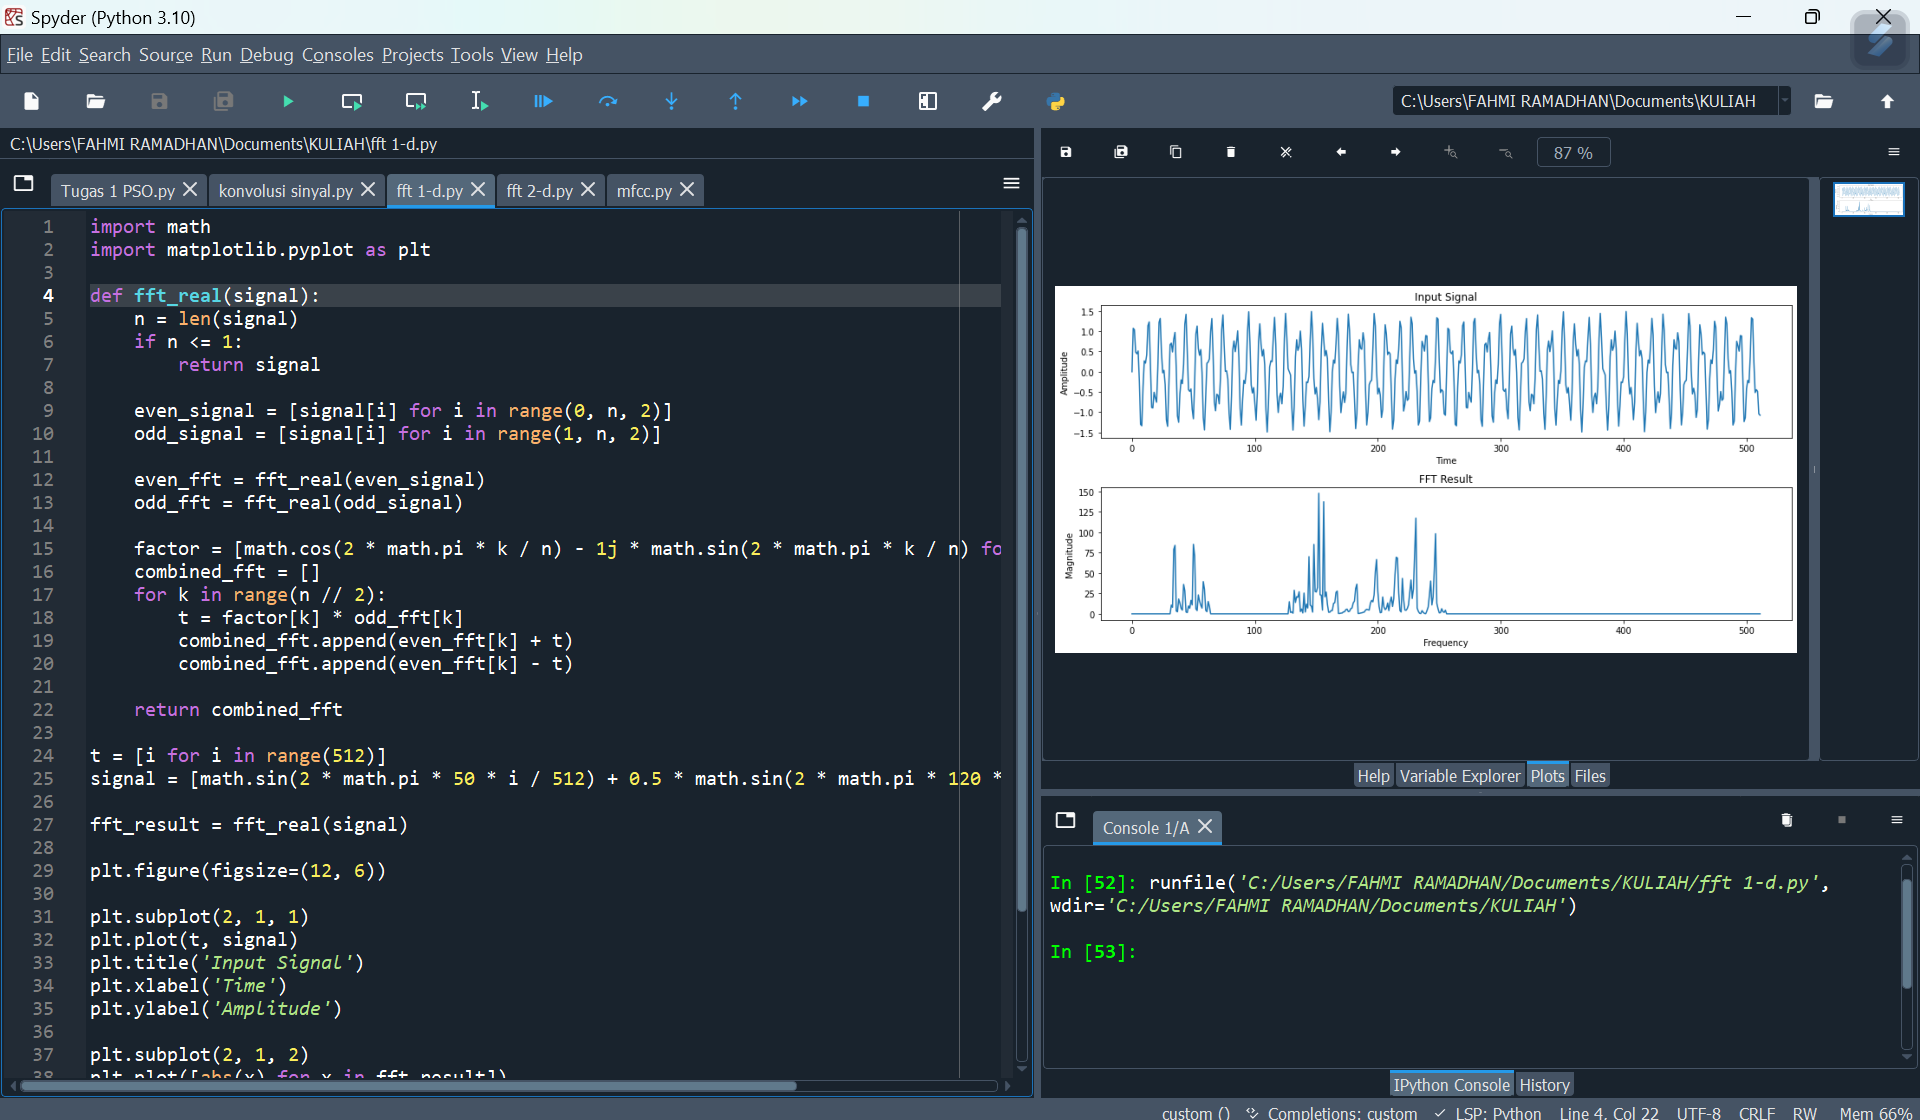 Spyder (Python 3.10)
File Edit Search Source Run Debug Consoles Projects Tools View Help
C:\Users\FAHMI RAMADHAN\Documents\KULIAH
C:\Users\FAHMI RAMADHAN\Documents\KULIAH\fft 1-d.py
Tugas 1 PSO.py konvolusi sinyal.py fft 1-d.py fft 2-d.py mfcc.py
1 import math
2 import matplotlib.pyplot as plt
3
4 def fft_real(signal):
5     n = len(signal)
6     if n <= 1:
7         return signal
8
9     even_signal = [signal[i] for i in range(0, n, 2)]
10     odd_signal = [signal[i] for i in range(1, n, 2)]
11
12     even_fft = fft_real(even_signal)
13     odd_fft = fft_real(odd_signal)
14
15     factor = [math.cos(2 * math.pi * k / n) - 1j * math.sin(2 * math.pi * k / n) fo
16     combined_fft = []
17     for k in range(n // 2):
18         t = factor[k] * odd_fft[k]
19         combined_fft.append(even_fft[k] + t)
20         combined_fft.append(even_fft[k] - t)
21
22     return combined_fft
23
24 t = [i for i in range(512)]
25 signal = [math.sin(2 * math.pi * 50 * i / 512) + 0.5 * math.sin(2 * math.pi * 120 *
26
27 fft_result = fft_real(signal)
28
29 plt.figure(figsize=(12, 6))
30
31 plt.subplot(2, 1, 1)
32 plt.plot(t, signal)
33 plt.title('Input Signal')
34 plt.xlabel('Time')
35 plt.ylabel('Amplitude')
36
37 plt.subplot(2, 1, 2)
38 plt.plot([abs(x) for x in fft_result])
87 %
Input Signal
Amplitude
1.5
1.0
0.5
0.0
−0.5
−1.0
−1.5
0 100 200 300 400 500
Time
FFT Result
Magnitude
150
125
100
75
50
25
0
0 100 200 300 400 500
Frequency
Help Variable Explorer Plots Files
Console 1/A
In [52]: runfile('C:/Users/FAHMI RAMADHAN/Documents/KULIAH/fft 1-d.py',
wdir='C:/Users/FAHMI RAMADHAN/Documents/KULIAH')
In [53]:
IPython Console History
custom () Completions: custom LSP: Python Line 4, Col 22 UTF-8 CRLF RW Mem 66%